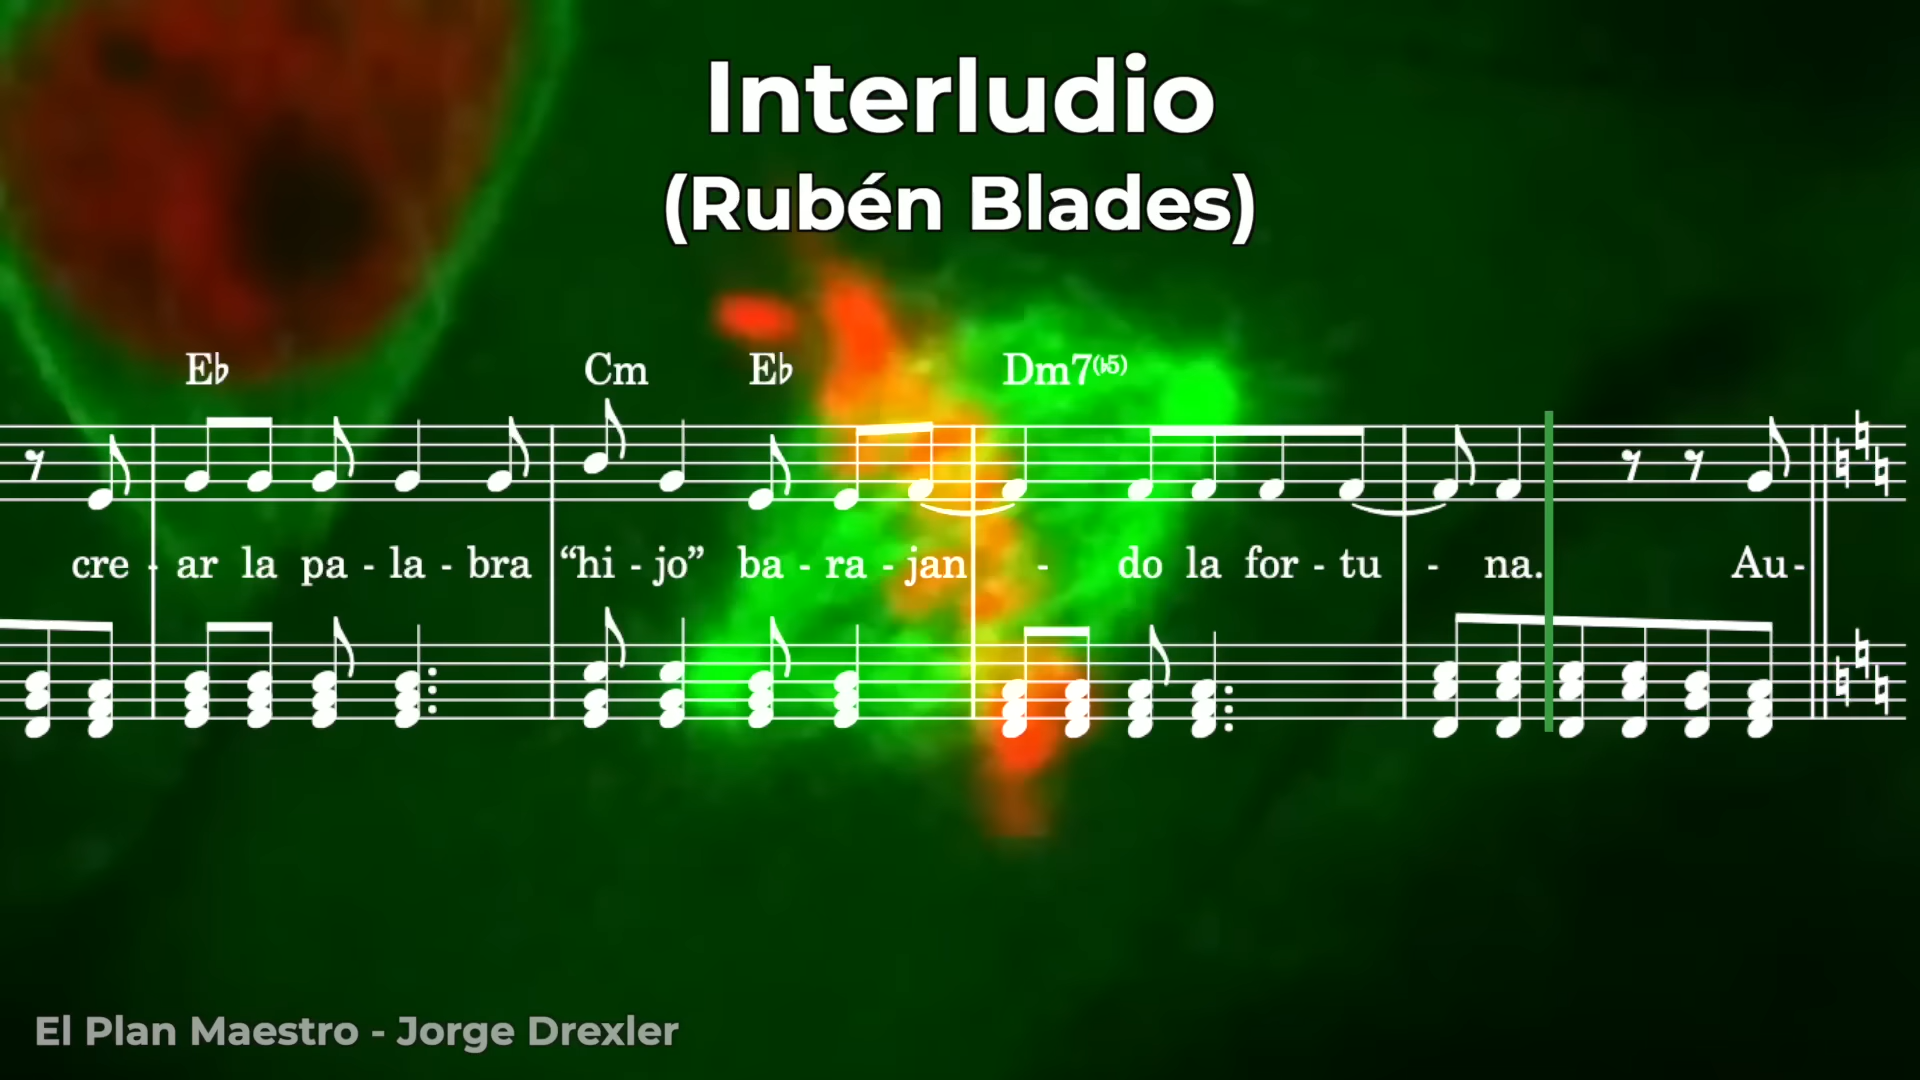 Interludio
(Rubén Blades)
E♭ Cm E♭ Dm7(♭5)
cre - ar la pa - la - bra “hi - jo” ba - ra - jan - do la for - tu - na. Au-
El Plan Maestro - Jorge Drexler